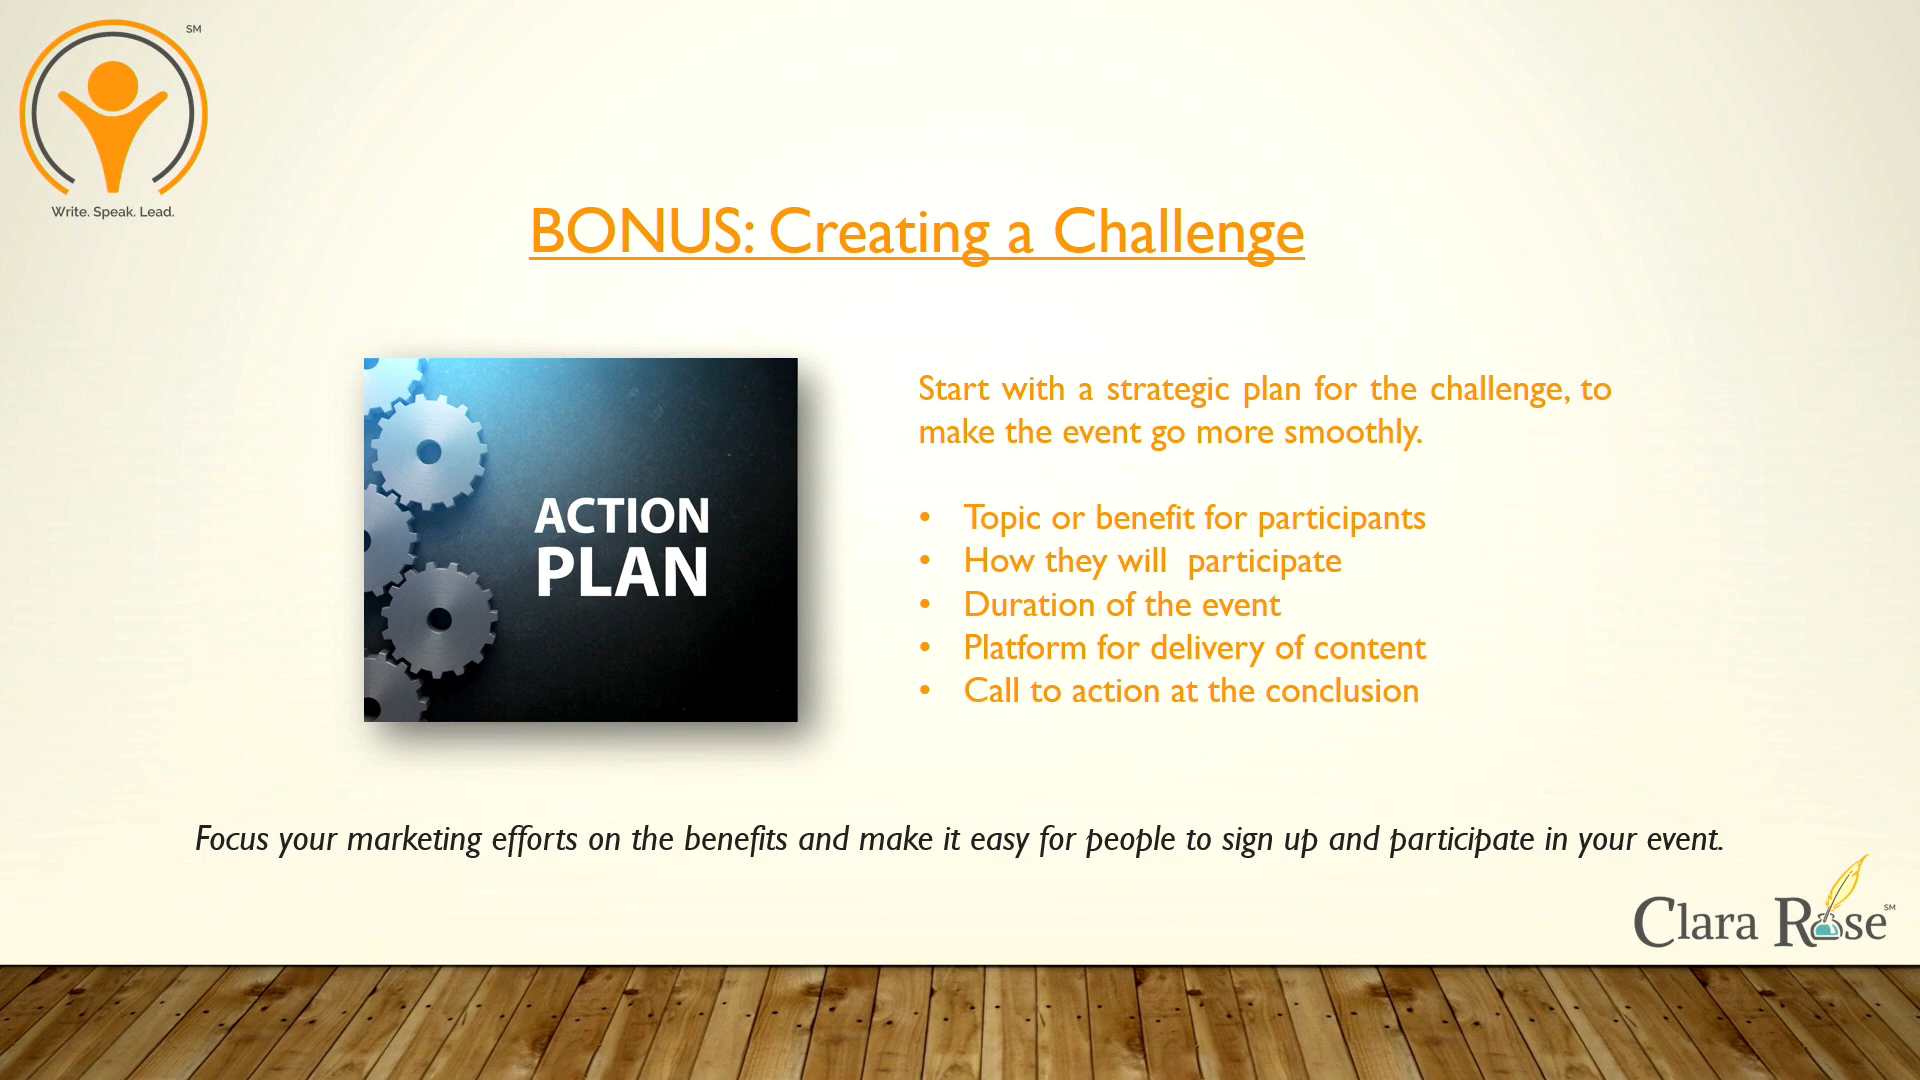 SM
Write. Speak. Lead.
BONUS: Creating a Challenge
ACTION
PLAN
Start with a strategic plan for the challenge, to
make the event go more smoothly.
• Topic or benefit for participants
• How they will  participate
• Duration of the event
• Platform for delivery of content
• Call to action at the conclusion
Focus your marketing efforts on the benefits and make it easy for people to sign up and participate in your event.
Clara Rose SM